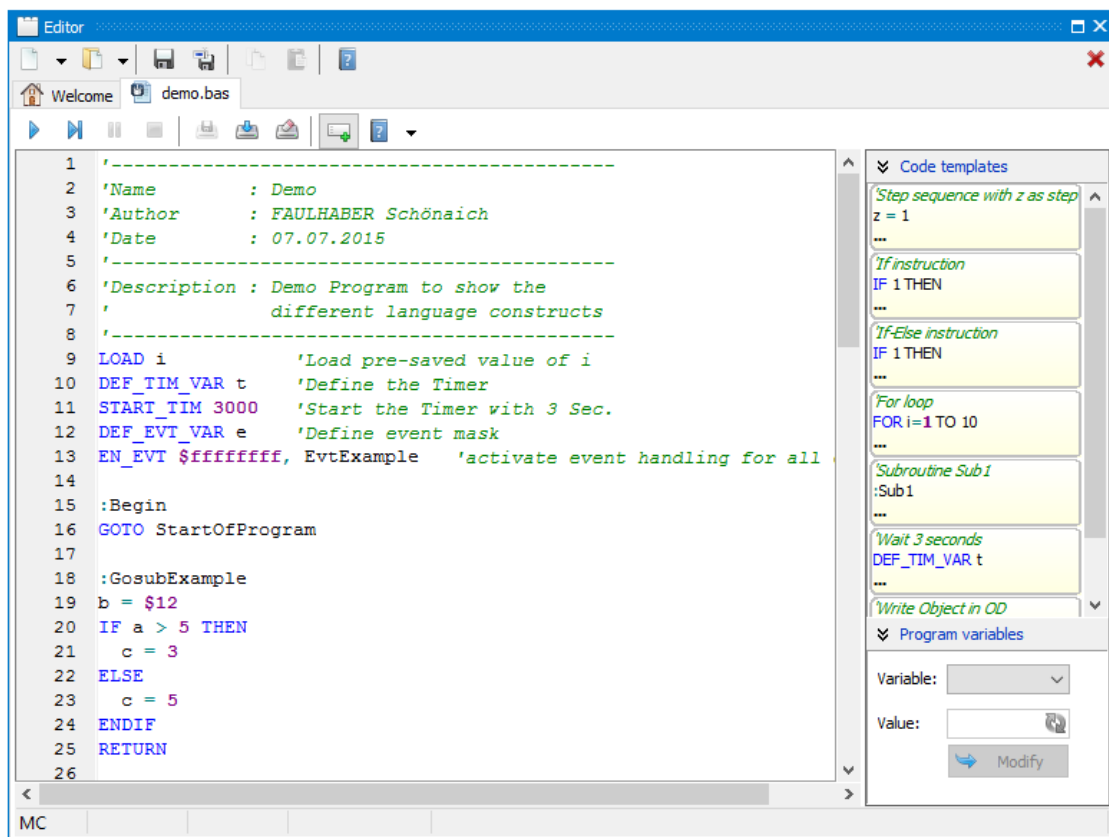 Editor
Welcome
demo.bas
1 '--------------------------------------------
2 'Name        : Demo
3 'Author      : FAULHABER Schönaich
4 'Date        : 07.07.2015
5 '--------------------------------------------
6 'Description : Demo Program to show the
7 '              different language constructs
8 '--------------------------------------------
9 LOAD i           'Load pre-saved value of i
10 DEF_TIM_VAR t    'Define the Timer
11 START_TIM 3000   'Start the Timer with 3 Sec.
12 DEF_EVT_VAR e    'Define event mask
13 EN_EVT $ffffffff, EvtExample   'activate event handling for all
14
15 :Begin
16 GOTO StartOfProgram
17
18 :GosubExample
19 b = $12
20 IF a > 5 THEN
21   c = 3
22 ELSE
23   c = 5
24 ENDIF
25 RETURN
26
Code templates
'Step sequence with z as step
z = 1
...
'If instruction
IF 1 THEN
...
'If-Else instruction
IF 1 THEN
...
'For loop
FOR i=1 TO 10
...
'Subroutine Sub1
:Sub1
...
'Wait 3 seconds
DEF_TIM_VAR t
...
'Write Object in OD
Program variables
Variable:
Value:
Modify
MC